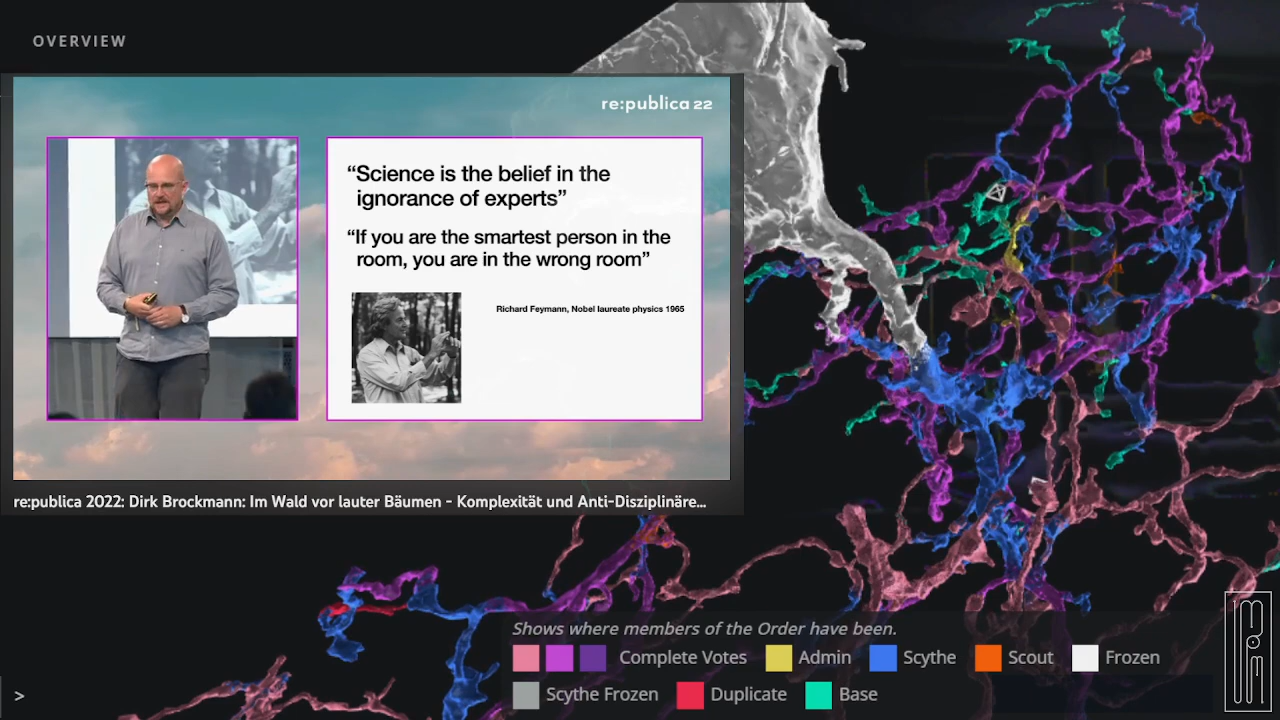 OVERVIEW
re:publica 22
“Science is the belief in the
ignorance of experts”
“If you are the smartest person in the
room, you are in the wrong room”
Richard Feymann, Nobel laureate physics 1965
re:publica 2022: Dirk Brockmann: Im Wald vor lauter Bäumen - Komplexität und Anti-Disziplinäre...
Shows where members of the Order have been.
Complete Votes Admin Scythe Scout Frozen
Scythe Frozen Duplicate Base
>